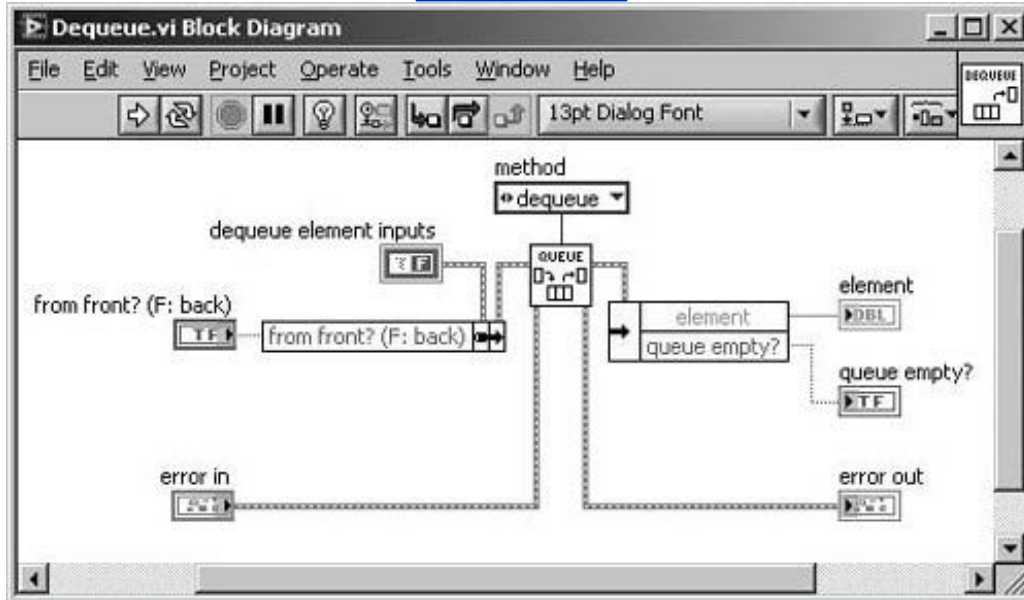 Dequeue.vi Block Diagram
File Edit View Project Operate Tools Window Help
DEQUEUE
13pt Dialog Font
method
dequeue
dequeue element inputs
F
QUEUE
from front? (F: back)
TF
from front? (F: back)
element
queue empty?
element
DBL
queue empty?
TF
error in
error out